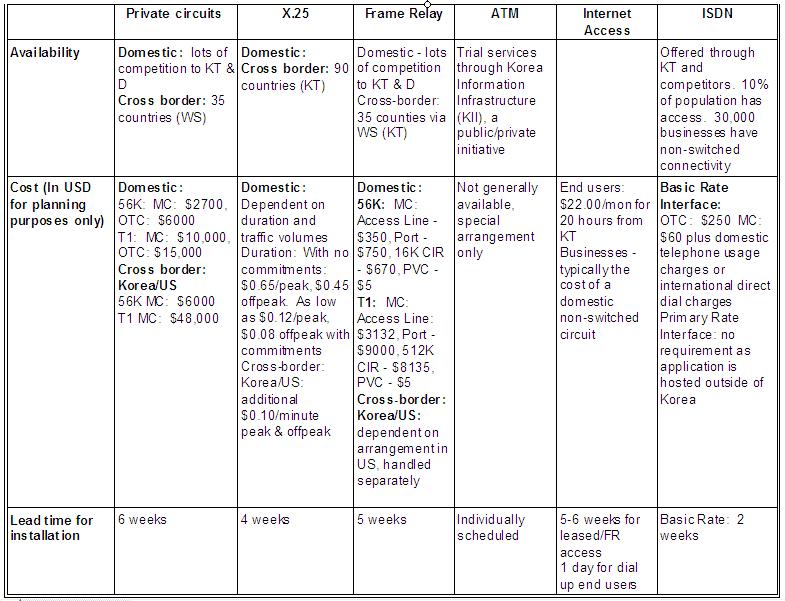 Private circuits
X.25
Frame Relay
ATM
Internet
Access
ISDN
Availability
Domestic: lots of
competition to KT &
D
Cross border: 35
countries (WS)
Domestic:
Cross border: 90
countries (KT)
Domestic - lots
of competition
to KT & D
Cross-border:
35 counties via
WS (KT)
Trial services
through Korea
Information
Infrastructure
(KII), a
public/private
initiative
Offered through
KT and
competitors. 10%
of population has
access. 30,000
businesses have
non-switched
connectivity
Cost (In USD
for planning
purposes only)
Domestic:
56K: MC: $2700,
OTC: $6000
T1: MC: $10,000,
OTC: $15,000
Cross border:
Korea/US
56K MC: $6000
T1 MC: $48,000
Domestic:
Dependent on
duration and
traffic volumes
Duration: With no
commitments:
$0.65/peak, $0.45
offpeak. As low
as $0.12/peak,
$0.08 offpeak with
commitments
Cross-border:
Korea/US:
additional
$0.10/minute
peak & offpeak
Domestic:
56K: MC:
Access Line -
$350, Port -
$750, 16K CIR
- $670, PVC -
$5
T1: MC:
Access Line:
$3132, Port -
$9000, 512K
CIR - $8135,
PVC - $5
Cross-border:
Korea/US:
dependent on
arrangement in
US, handled
separately
Not generally
available,
special
arrangement
only
End users:
$22.00/mon for
20 hours from
KT
Businesses -
typically the
cost of a
domestic
non-switched
circuit
Basic Rate
Interface:
OTC: $250 MC:
$60 plus domestic
telephone usage
charges or
international direct
dial charges
Primary Rate
Interface: no
requirement as
application is
hosted outside of
Korea
Lead time for
installation
6 weeks
4 weeks
5 weeks
Individually
scheduled
5-6 weeks for
leased/FR
access
1 day for dial
up end users
Basic Rate: 2
weeks